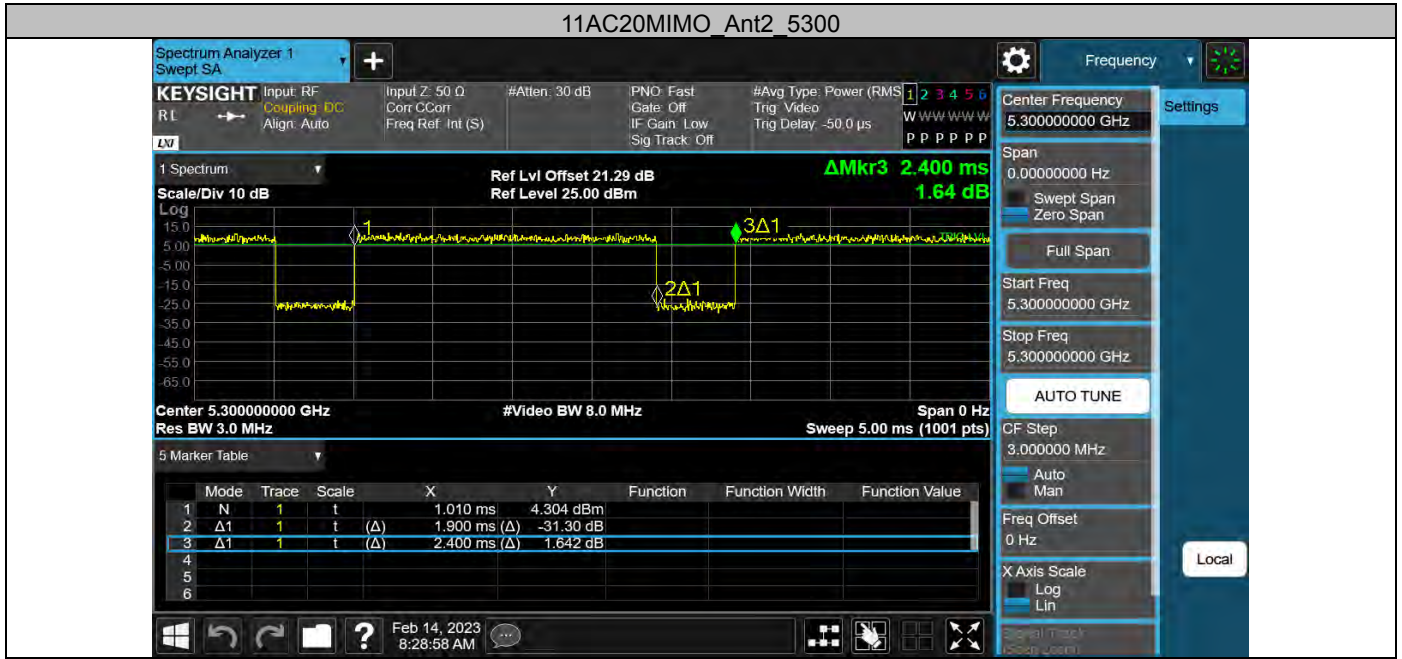 11AC20MIMO_Ant2_5300
Spectrum Analyzer 1
Swept SA
+
Frequency
KEYSIGHT
RL
LXI
Input: RF
Coupling: DC
Align: Auto
Input Z: 50 Ω
Corr CCorr
Freq Ref: Int (S)
#Atten: 30 dB
PNO: Fast
Gate: Off
IF Gain: Low
Sig Track: Off
#Avg Type: Power (RMS
Trig: Video
Trig Delay: -50.0 µs
1 2 3 4 5 6
W W W W W W
P P P P P P
Center Frequency
5.300000000 GHz
Settings
1 Spectrum
Scale/Div 10 dB
Ref Lvl Offset 21.29 dB
Ref Level 25.00 dBm
ΔMkr3 2.400 ms
1.64 dB
Log
15.0
5.00
-5.00
-15.0
-25.0
-35.0
-45.0
-55.0
-65.0
1
2Δ1
3Δ1
TRIG LVL
Center 5.300000000 GHz
Res BW 3.0 MHz
#Video BW 8.0 MHz
Span 0 Hz
Sweep 5.00 ms (1001 pts)
Span
0.00000000 Hz
Swept Span
Zero Span
Full Span
Start Freq
5.300000000 GHz
Stop Freq
5.300000000 GHz
AUTO TUNE
CF Step
3.000000 MHz
Auto
Man
Freq Offset
0 Hz
X Axis Scale
Log
Lin
Signal Track
(Span Zoom)
Local
5 Marker Table
Mode Trace Scale X Y Function Function Width Function Value
1 N 1 t 1.010 ms 4.304 dBm
2 Δ1 1 t (Δ) 1.900 ms (Δ) -31.30 dB
3 Δ1 1 t (Δ) 2.400 ms (Δ) 1.642 dB
4
5
6
?
Feb 14, 2023
8:28:58 AM